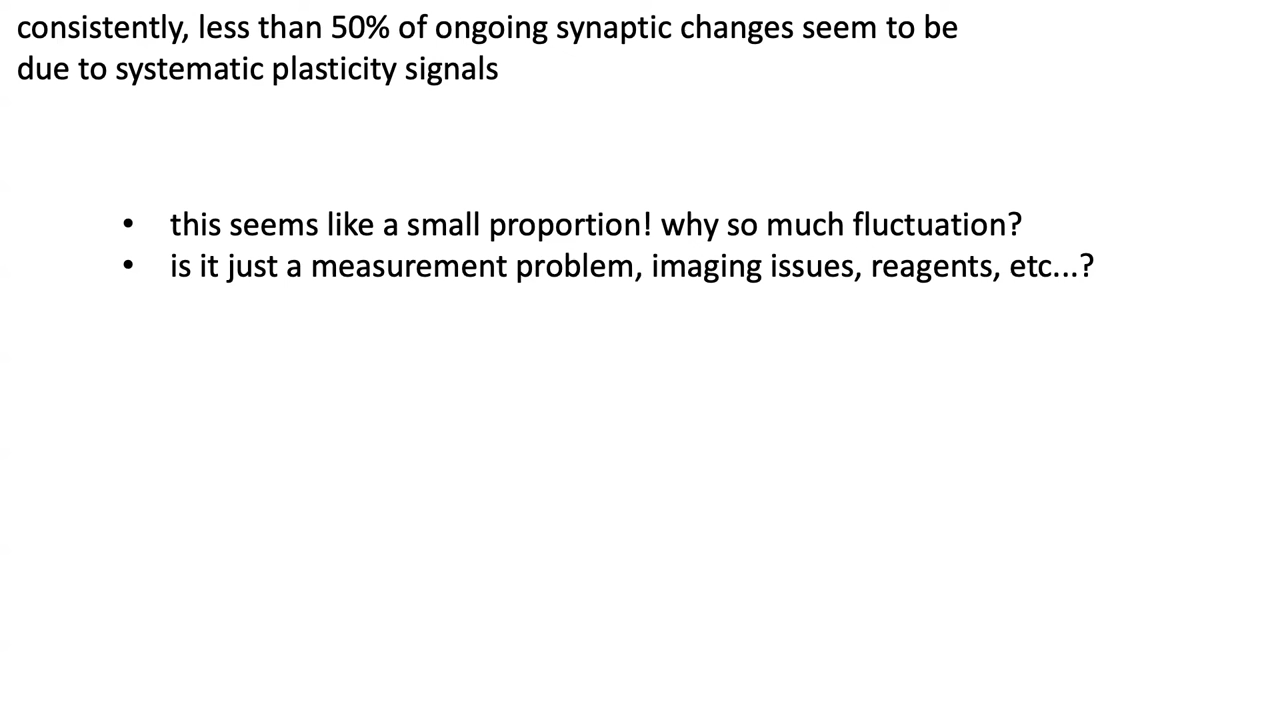 consistently, less than 50% of ongoing synaptic changes seem to be
due to systematic plasticity signals
• this seems like a small proportion! why so much fluctuation?
• is it just a measurement problem, imaging issues, reagents, etc...?